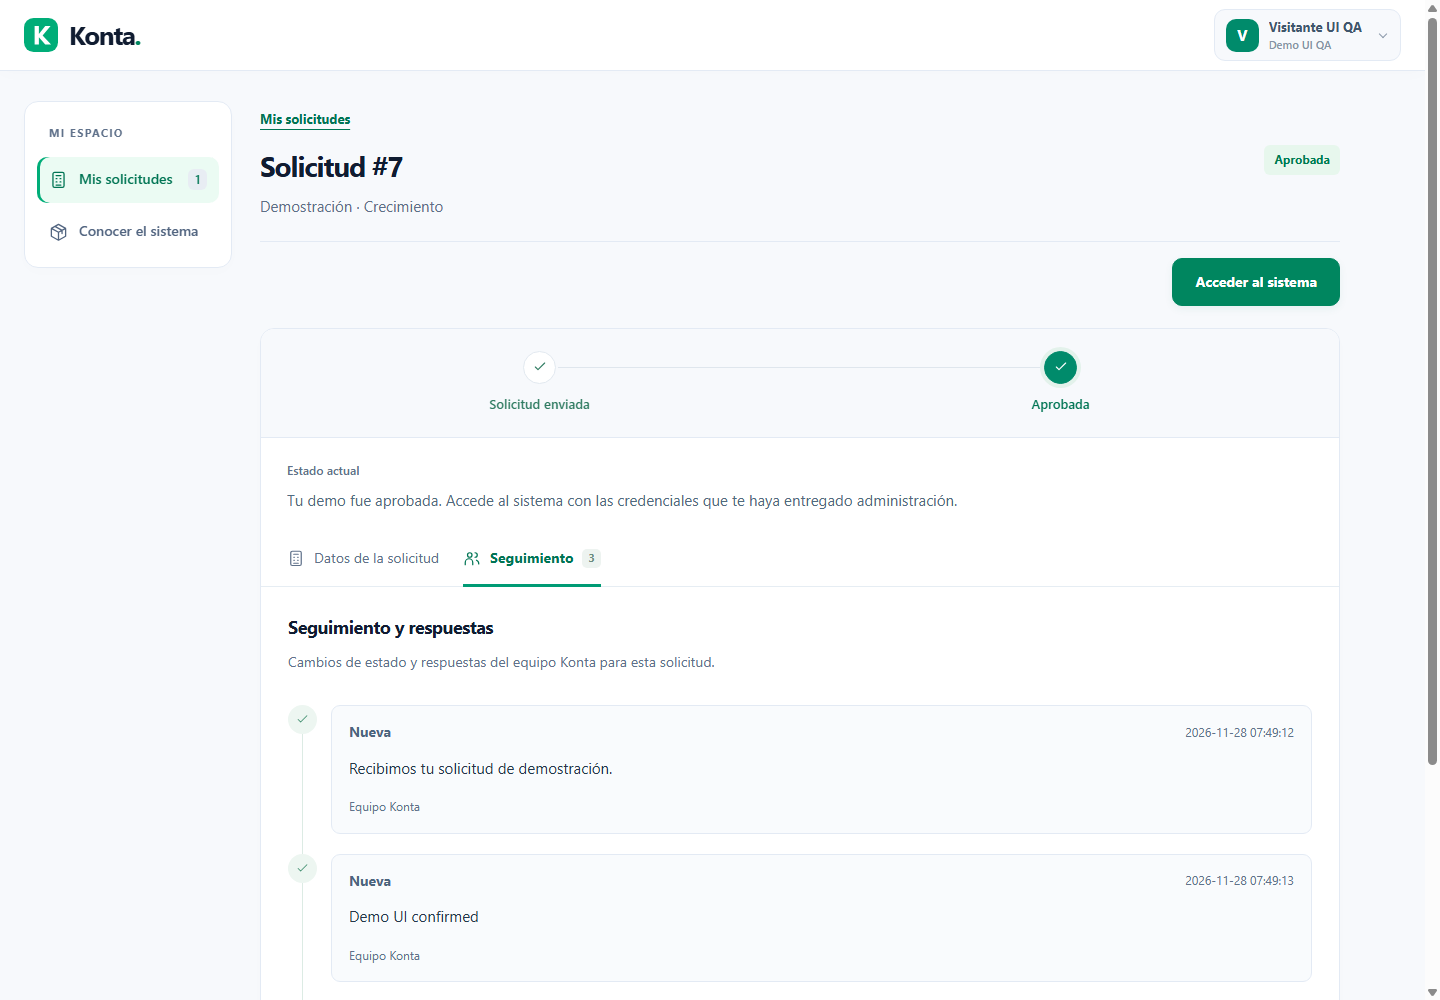 K Konta.
V
Visitante UI QA
Demo UI QA
MI ESPACIO
Mis solicitudes 1
Conocer el sistema
Mis solicitudes
Solicitud #7
Aprobada
Demostración · Crecimiento
Acceder al sistema
Solicitud enviada
Aprobada
Estado actual
Tu demo fue aprobada. Accede al sistema con las credenciales que te haya entregado administración.
Datos de la solicitud
Seguimiento 3
Seguimiento y respuestas
Cambios de estado y respuestas del equipo Konta para esta solicitud.
Nueva 2026-11-28 07:49:12
Recibimos tu solicitud de demostración.
Equipo Konta
Nueva 2026-11-28 07:49:13
Demo UI confirmed
Equipo Konta